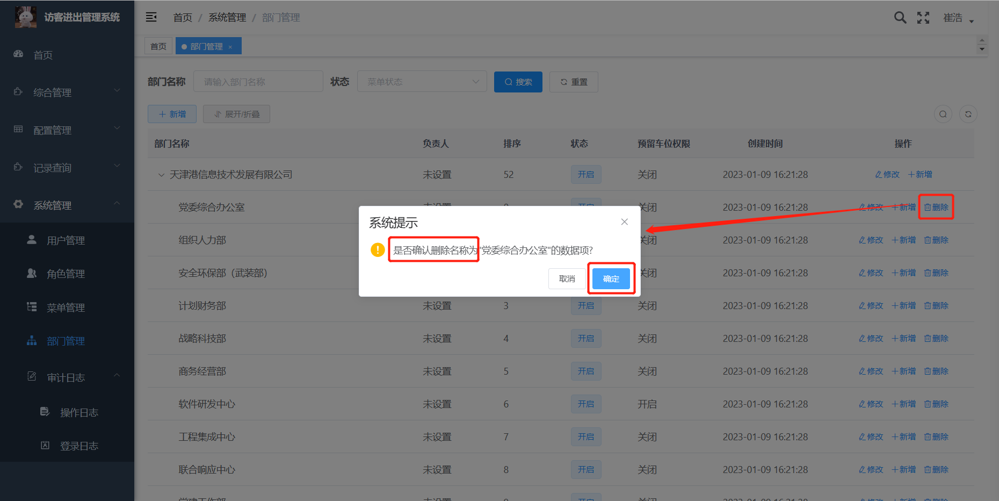 访客进出管理系统
首页
综合管理
配置管理
记录查询
系统管理
用户管理
角色管理
菜单管理
部门管理
审计日志
操作日志
登录日志
首页 / 系统管理 / 部门管理
崔浩
首页
部门管理 ×
部门名称 请输入部门名称 状态 菜单状态 搜索 重置
+ 新增 展开/折叠
部门名称 负责人 排序 状态 预留车位权限 创建时间 操作
天津港信息技术发展有限公司 未设置 52 开启 关闭 2023-01-09 16:21:28 修改 +新增
党委综合办公室 关闭 2023-01-09 16:21:28 修改 +新增 删除
组织人力部 关闭 2023-01-09 16:21:28 修改 +新增 删除
安全环保部（武装部） 关闭 2023-01-09 16:21:28 修改 +新增 删除
计划财务部 未设置 3 开启 关闭 2023-01-09 16:21:28 修改 +新增 删除
战略科技部 未设置 4 开启 关闭 2023-01-09 16:21:28 修改 +新增 删除
商务经营部 未设置 5 开启 关闭 2023-01-09 16:21:28 修改 +新增 删除
软件研发中心 未设置 6 开启 开启 2023-01-09 16:21:28 修改 +新增 删除
工程集成中心 未设置 7 开启 关闭 2023-01-09 16:21:28 修改 +新增 删除
联合响应中心 未设置 8 开启 关闭 2023-01-09 16:21:28 修改 +新增 删除
系统提示
是否确认删除名称为"党委综合办公室"的数据项?
取消 确定